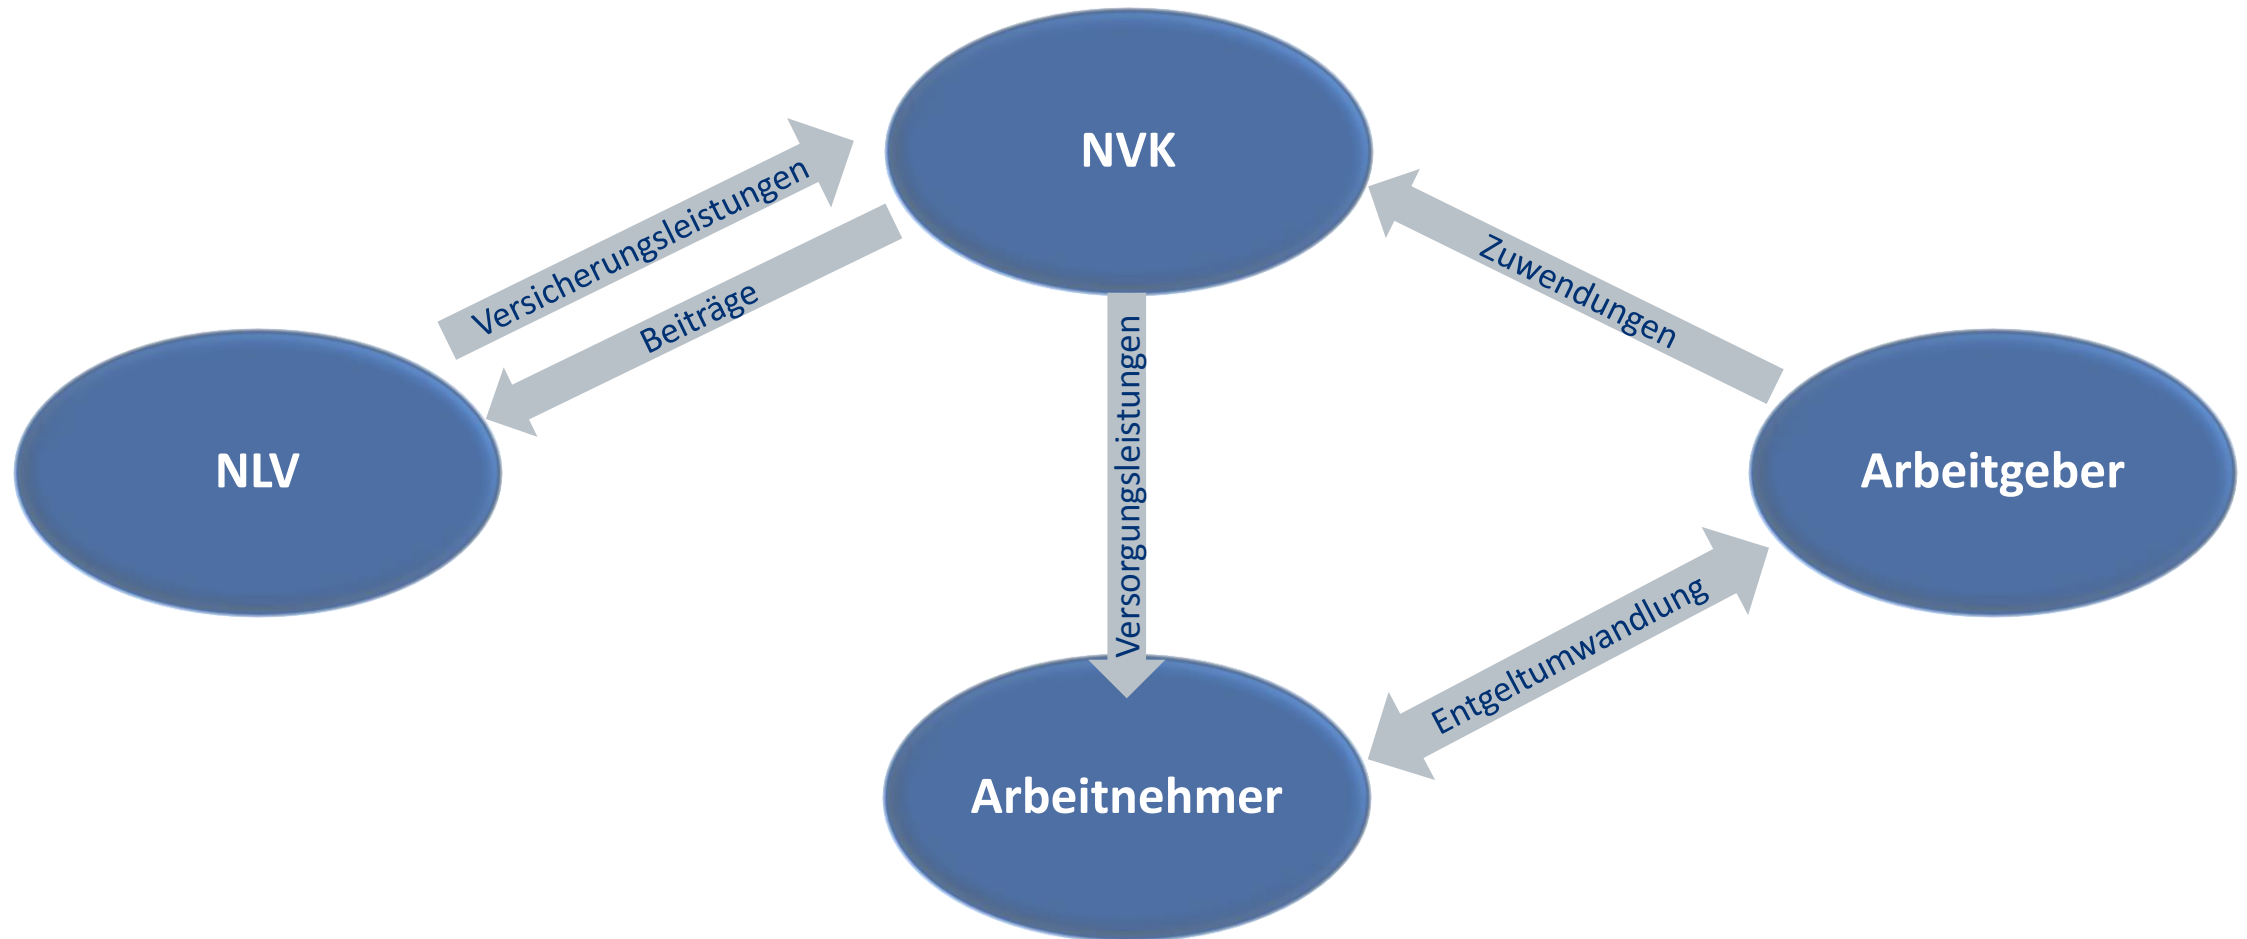 NVK
Versicherungsleistungen
Beiträge
Zuwendungen
Versorgungsleistungen
NLV
Arbeitgeber
Entgeltumwandlung
Arbeitnehmer